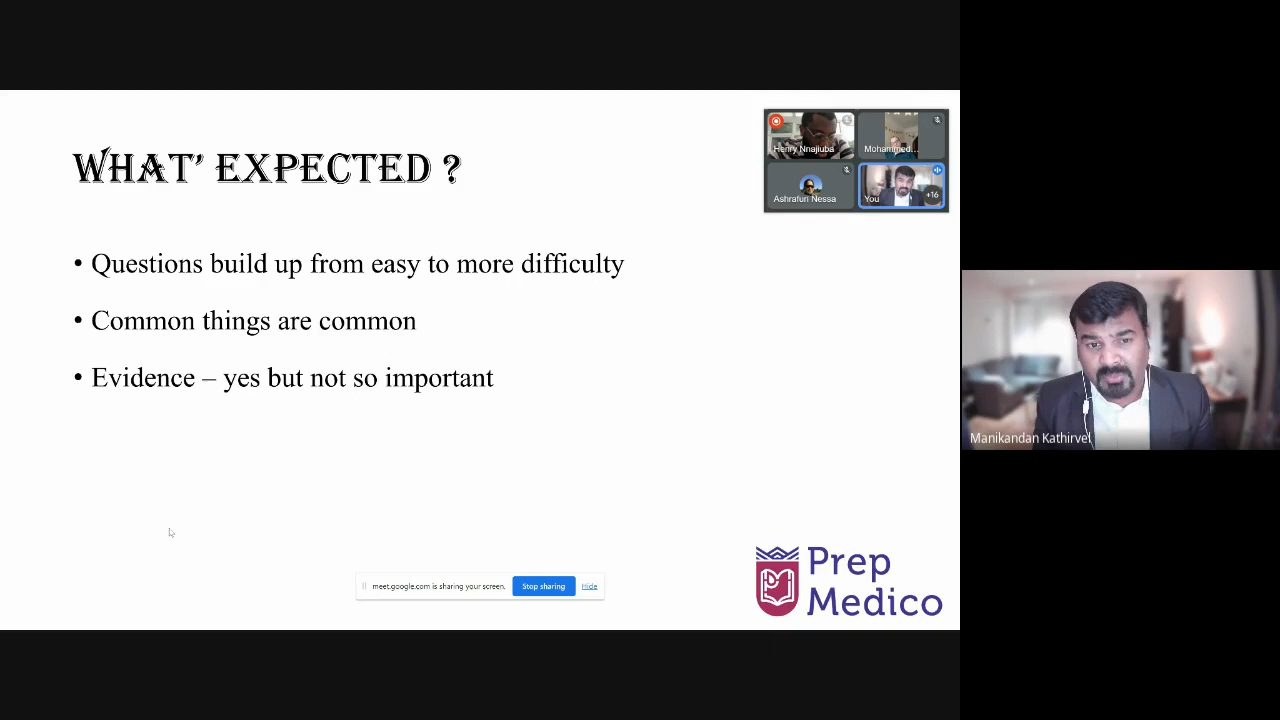 WHAT' EXPECTED ?
• Questions build up from easy to more difficulty
• Common things are common
• Evidence – yes but not so important
Henry Nnajiuba
Mohammed...
Ashrafun Nessa
You
+16
Manikandan Kathirvel
meet.google.com is sharing your screen.
Stop sharing
Hide
Prep
Medico